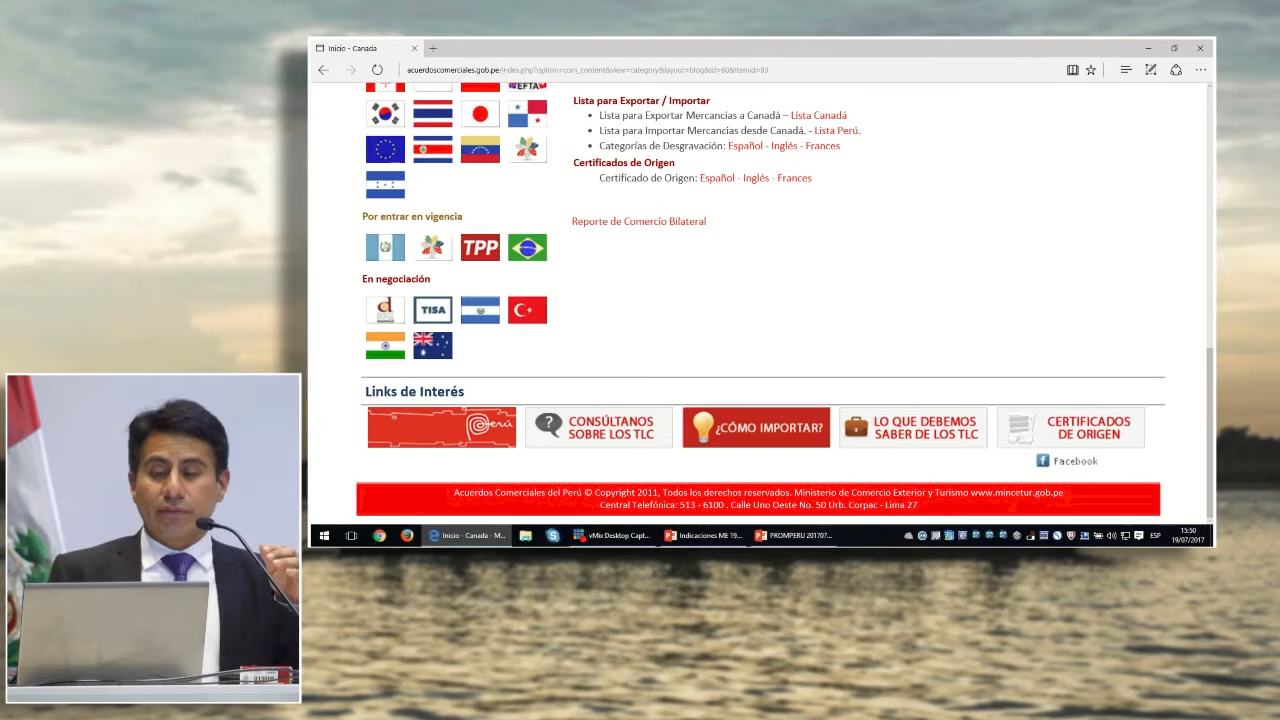 Inicio - Canada
acuerdoscomerciales.gob.pe/index.php?option=com_content&view=category&layout=blog&id=60&Itemid=83
EFTA
Lista para Exportar / Importar
Lista para Exportar Mercancias a Canadá – Lista Canadá
Lista para Importar Mercancias desde Canadá. - Lista Perú.
Categorías de Desgravación: Español - Inglés - Frances
Certificados de Origen
Certificado de Origen: Español - Inglés - Frances
Reporte de Comercio Bilateral
Por entrar en vigencia
TPP
En negociación
TISA
Links de Interés
Perú
CONSÚLTANOS
SOBRE LOS TLC
¿CÓMO IMPORTAR?
LO QUE DEBEMOS
SABER DE LOS TLC
CERTIFICADOS
DE ORIGEN
Facebook
Acuerdos Comerciales del Perú © Copyright 2011, Todos los derechos reservados. Ministerio de Comercio Exterior y Turismo www.mincetur.gob.pe
Central Telefónica: 513 - 6100 . Calle Uno Oeste No. 50 Urb. Corpac - Lima 27
Inicio - Canada - M...
vMix Desktop Capt...
Indicaciones ME 19...
PROMPERU 201707...
ESP
15:50
19/07/2017